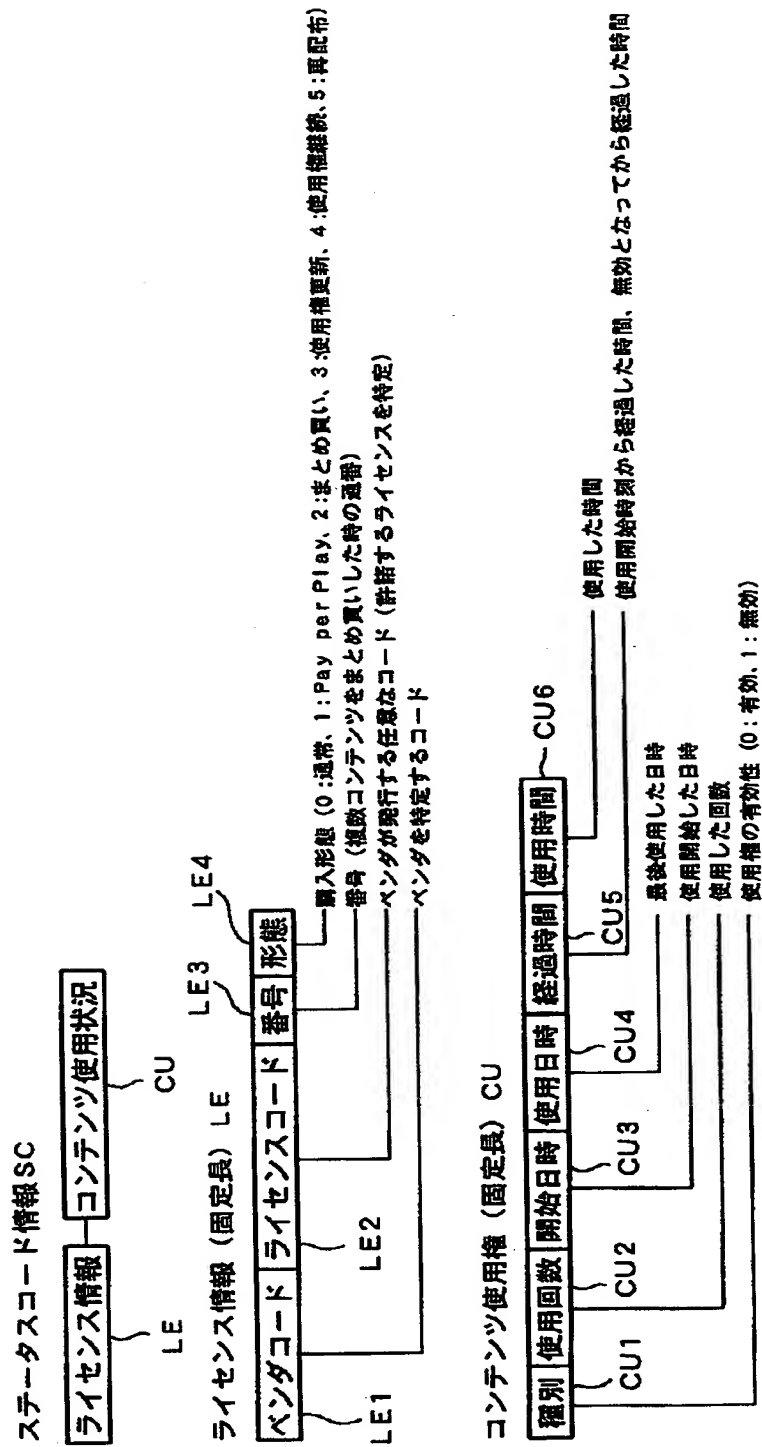 ステータスコード情報SC
ライセンス情報 コンテンツ使用状況
LE
CU
ライセンス情報(固定長)LE
ベンダコード ライセンスコード 番号 形態
LE1
LE2
LE3
LE4
購入形態(0:通常、1:Pay per Play、2:まとめ買い、3:使用権更新、4:使用権継続、5:再配布)
番号(複数コンテンツをまとめ買いした時の通番)
ベンダが発行する任意なコード(許諾するライセンスを特定)
ベンダを特定するコード
コンテンツ使用権(固定長)CU
種別 使用回数 開始日時 使用日時 経過時間 使用時間
CU1
CU2
CU3
CU4
CU5
CU6
使用した時間
使用開始時刻から経過した時間、無効となってから経過した時間
最後使用した日時
使用開始した日時
使用した回数
使用権の有効性(0:有効、1:無効)